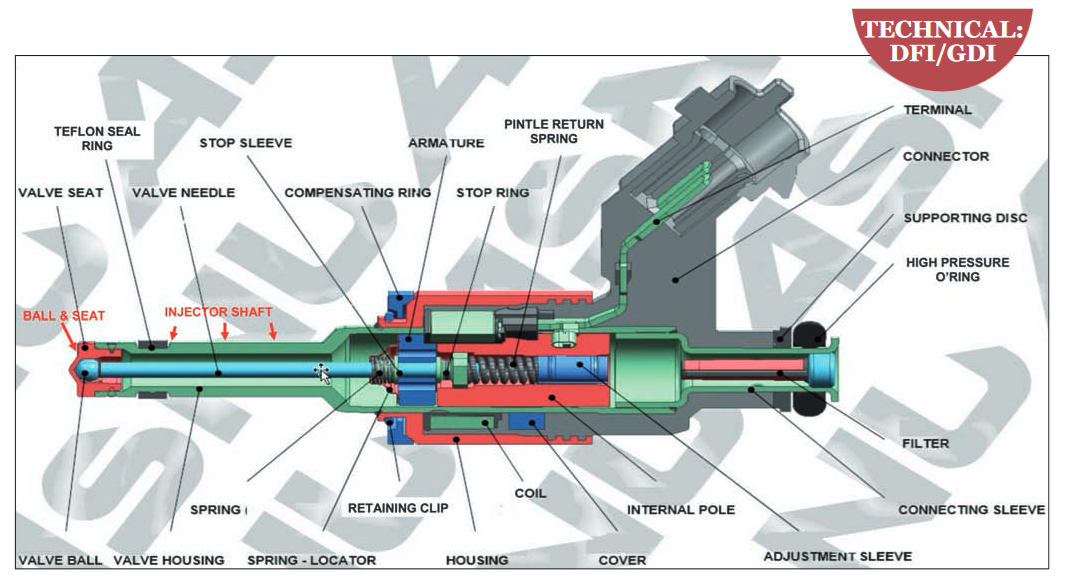 TECHNICAL:
DFI/GDI
TERMINAL
PINTLE RETURN
SPRING
TEFLON SEAL
RING
STOP SLEEVE
ARMATURE
CONNECTOR
VALVE SEAT
VALVE NEEDLE
COMPENSATING RING
STOP RING
SUPPORTING DISC
HIGH PRESSURE
O'RING
BALL & SEAT
INJECTOR SHAFT
FILTER
COIL
SPRING
RETAINING CLIP
INTERNAL POLE
CONNECTING SLEEVE
VALVE BALL
VALVE HOUSING
SPRING - LOCATOR
HOUSING
COVER
ADJUSTMENT SLEEVE